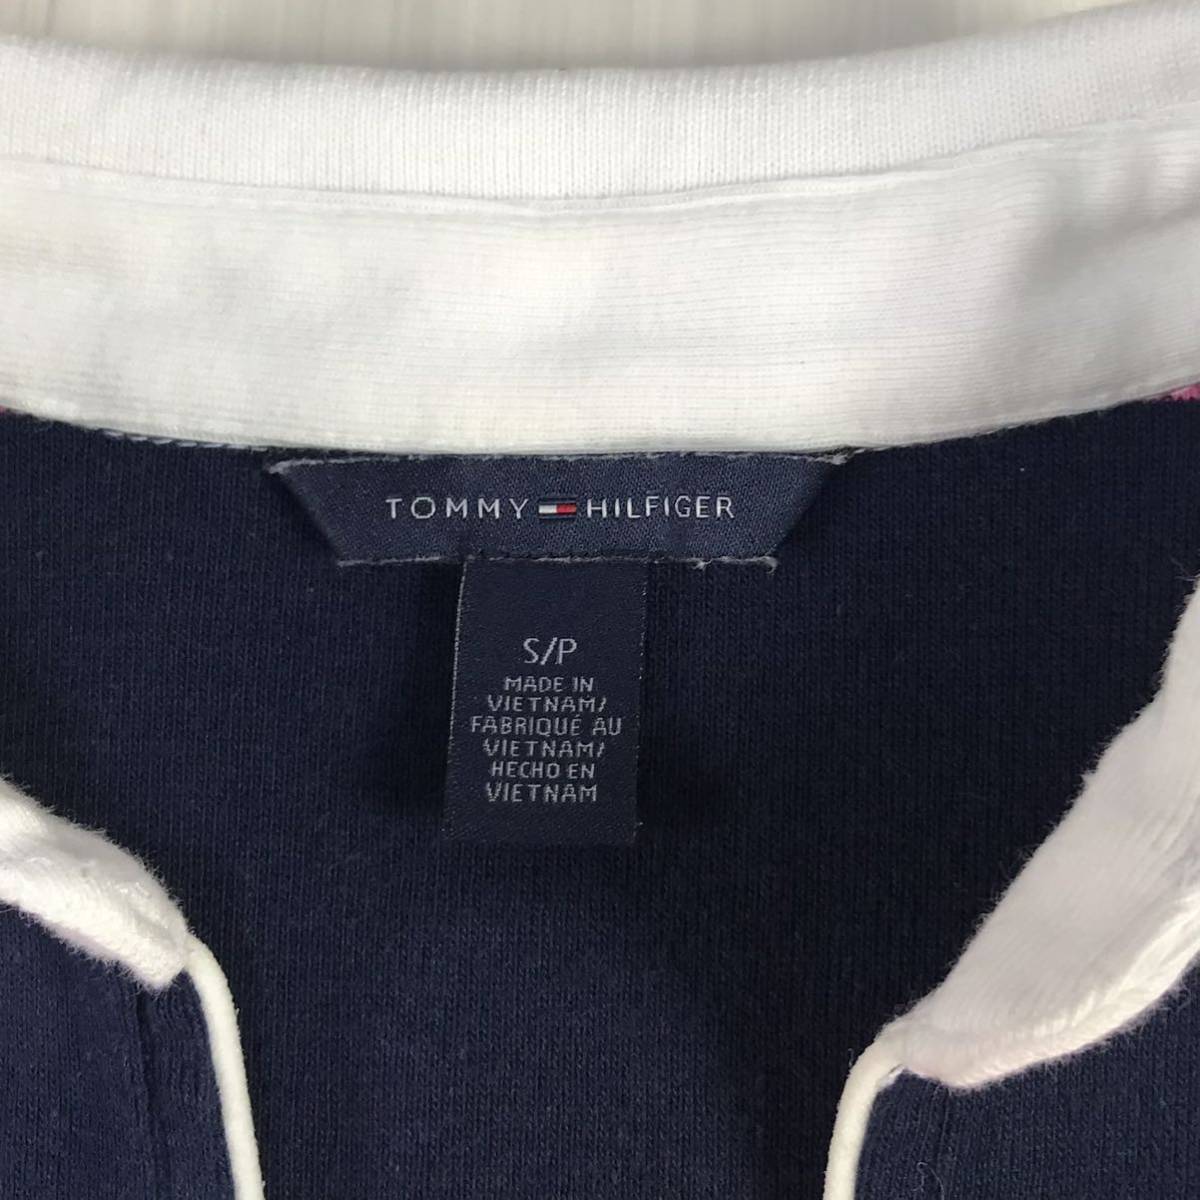 TOMMY HILFIGER
S/P
MADE IN
VIETNAM/
FABRIQUÉ AU
VIETNAM/
HECHO EN
VIETNAM